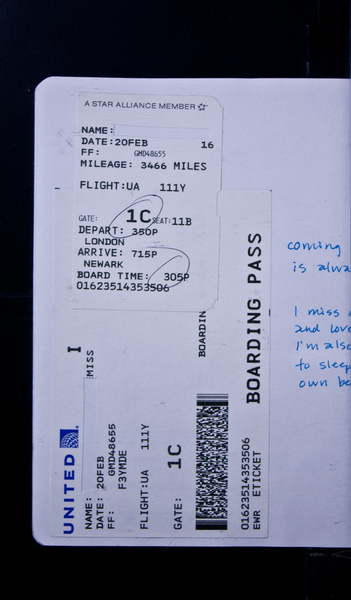 A STAR ALLIANCE MEMBER
NAME:
DATE:20FEB 16
FF: GMD48655
MILEAGE: 3466 MILES
FLIGHT:UA 111Y
GATE: 1C SEAT:11B
DEPART: 350P
LONDON
ARRIVE: 715P
NEWARK
BOARD TIME: 305P
01623514353506
I
MISS
BOARDIN
BOARDING PASS
UNITED
NAME:
DATE: 20FEB
FF: GMD48655
F3YMDE
FLIGHT:UA 111Y
GATE: 1C
01623514353506
EWR ETICKET
coming
is alwa
I miss
and love
I'm also
to sleep
own be